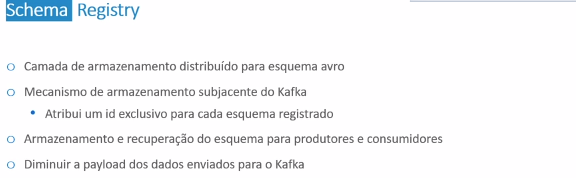 Schema Registry
o Camada de armazenamento distribuído para esquema avro
o Mecanismo de armazenamento subjacente do Kafka
• Atribui um id exclusivo para cada esquema registrado
o Armazenamento e recuperação do esquema para produtores e consumidores
o Diminuir a payload dos dados enviados para o Kafka